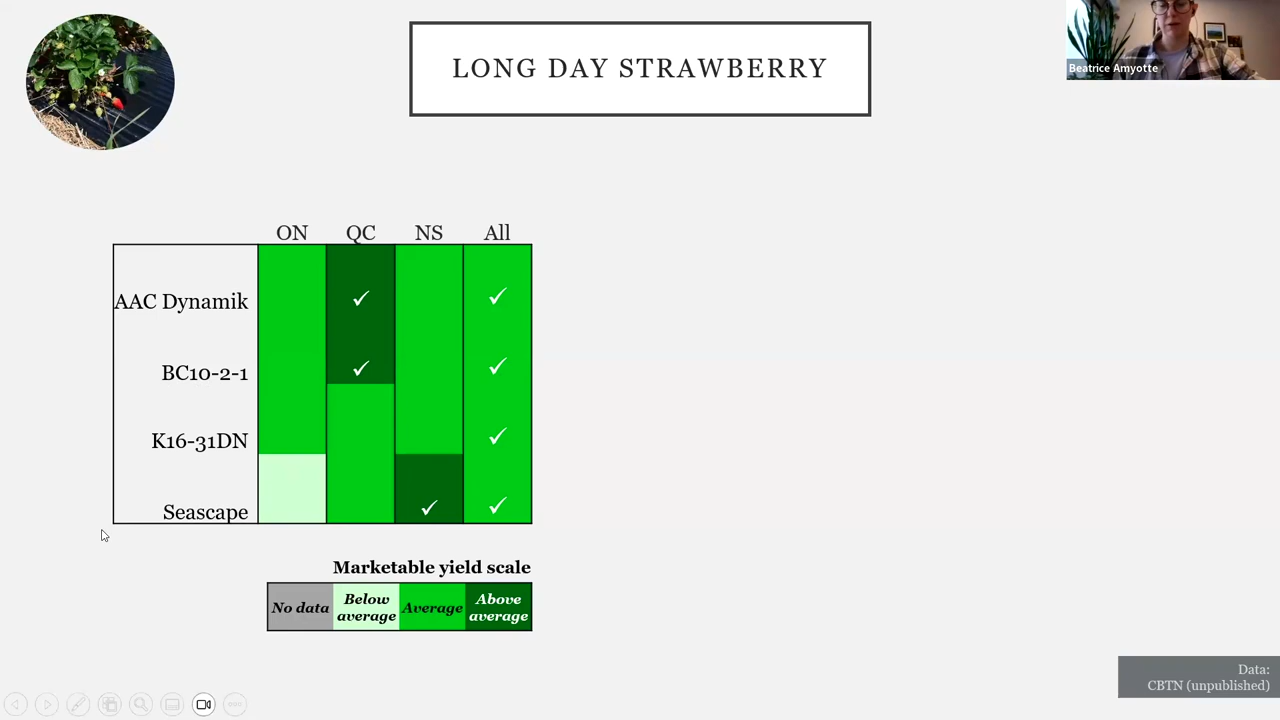 LONG DAY STRAWBERRY
Beatrice Amyotte
ON QC NS All
AAC Dynamik ✓ ✓
BC10-2-1 ✓ ✓
K16-31DN ✓
Seascape ✓ ✓
Marketable yield scale
No data
Below
average
Average
Above
average
Data:
CBTN (unpublished)